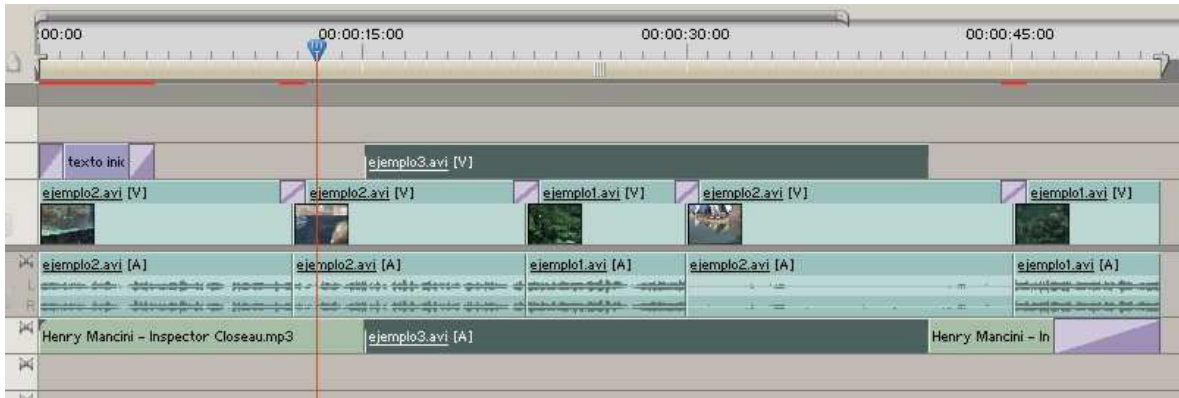 :00:00 00:00:15:00 00:00:30:00 00:00:45:00
texto inic ejemplo3.avi [V]
ejemplo2.avi [V] ejemplo2.avi [V] ejemplo1.avi [V] ejemplo2.avi [V] ejemplo1.avi [V]
ejemplo2.avi [A] ejemplo2.avi [A] ejemplo1.avi [A] ejemplo2.avi [A] ejemplo1.avi [A]
L
R
Henry Mancini - Inspector Closeau.mp3 ejemplo3.avi [A] Henry Mancini - In